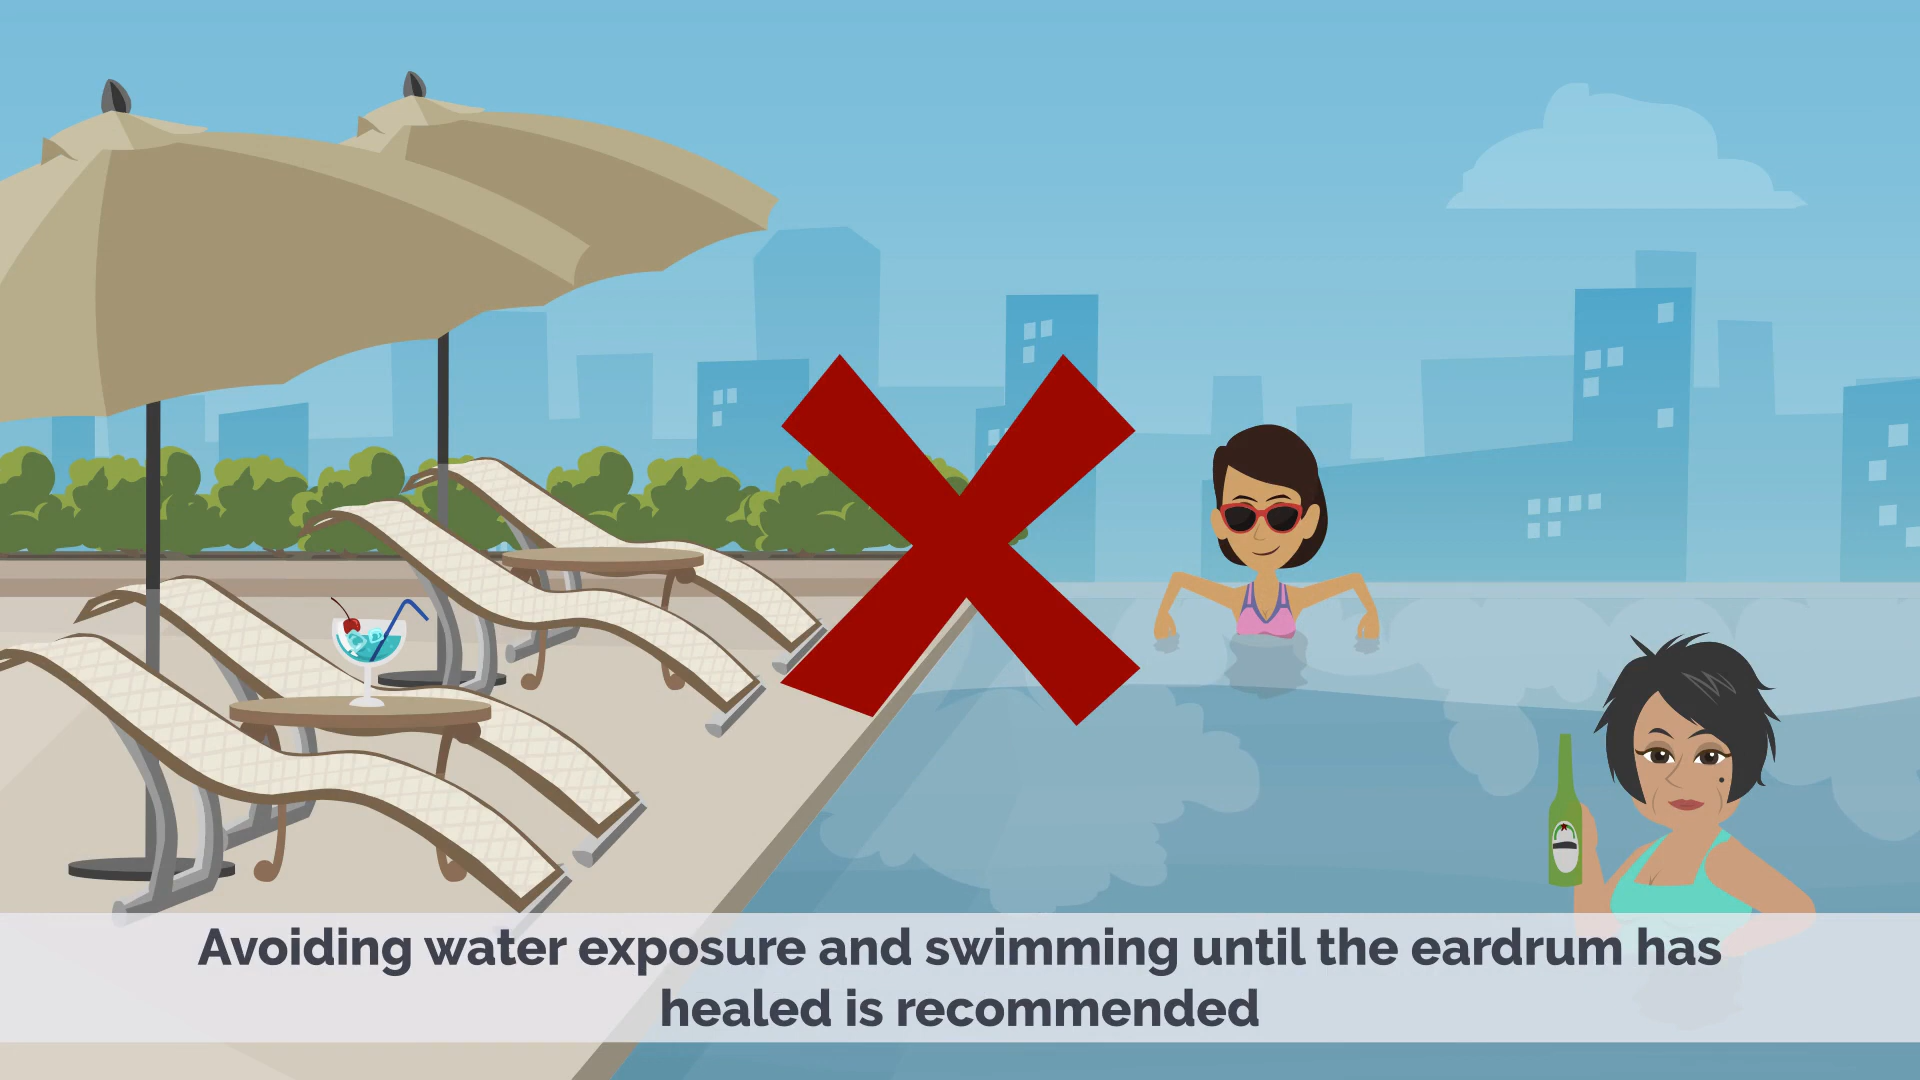 Avoiding water exposure and swimming until the eardrum has
healed is recommended